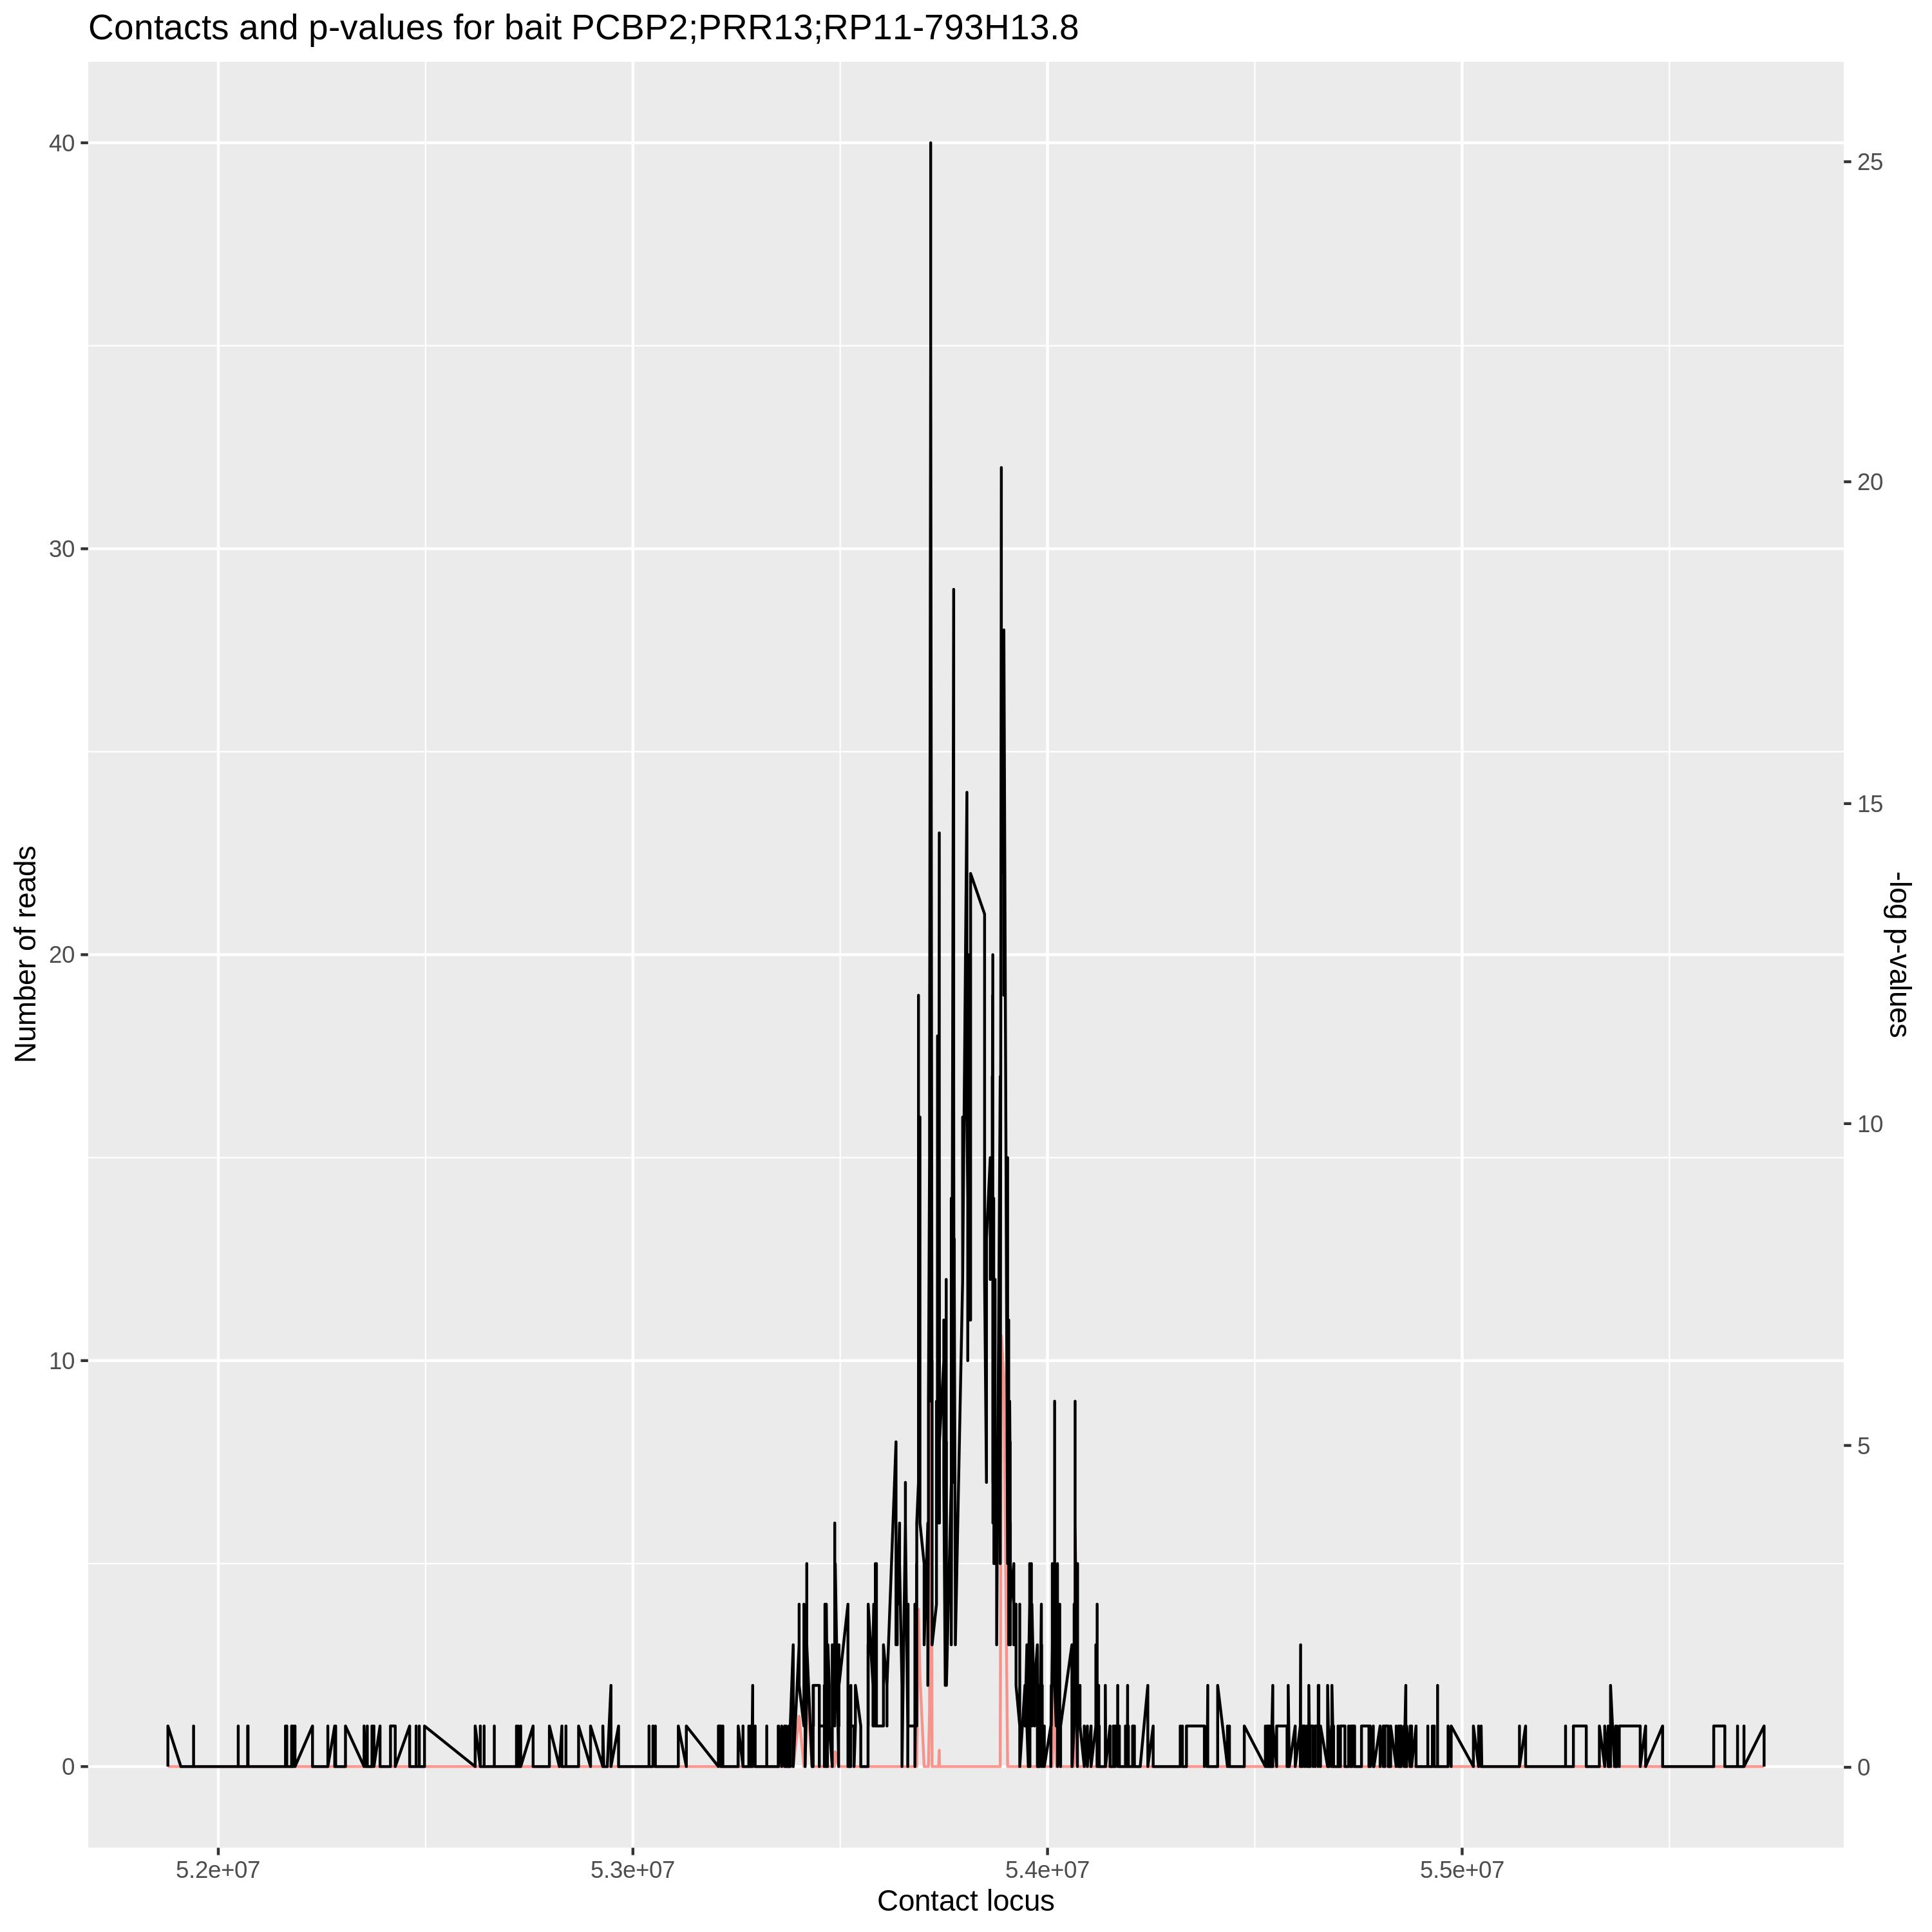 Contacts and p-values for bait PCBP2;PRR13;RP11-793H13.8
40
30
20
10
0
Number of reads
25
20
15
10
5
0
-log p-values
5.2e+07
5.3e+07
5.4e+07
5.5e+07
Contact locus